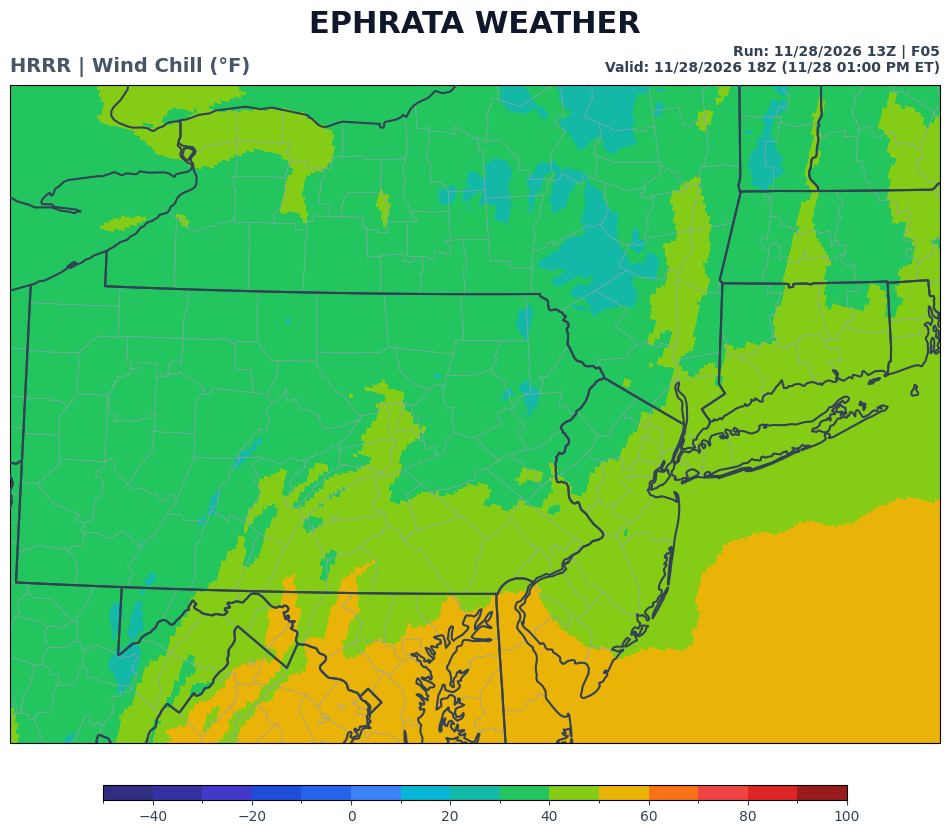 EPHRATA WEATHER
HRRR | Wind Chill (°F)
Run: 11/28/2026 13Z | F05
Valid: 11/28/2026 18Z (11/28 01:00 PM ET)
−40 −20 0 20 40 60 80 100